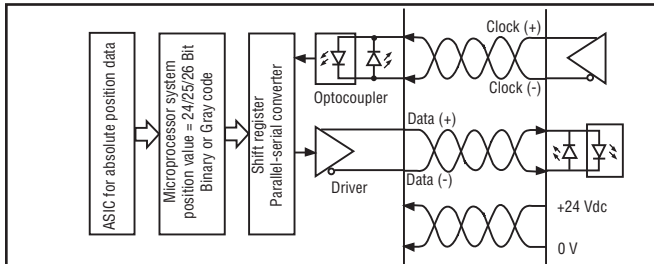 ASIC for absolute position data
Microprocessor system
position value = 24/25/26 Bit
Binary or Gray code
Shift register
Parallel-serial converter
Optocoupler
Driver
Clock (+)
Clock (-)
Data (+)
Data (-)
+24 Vdc
0 V